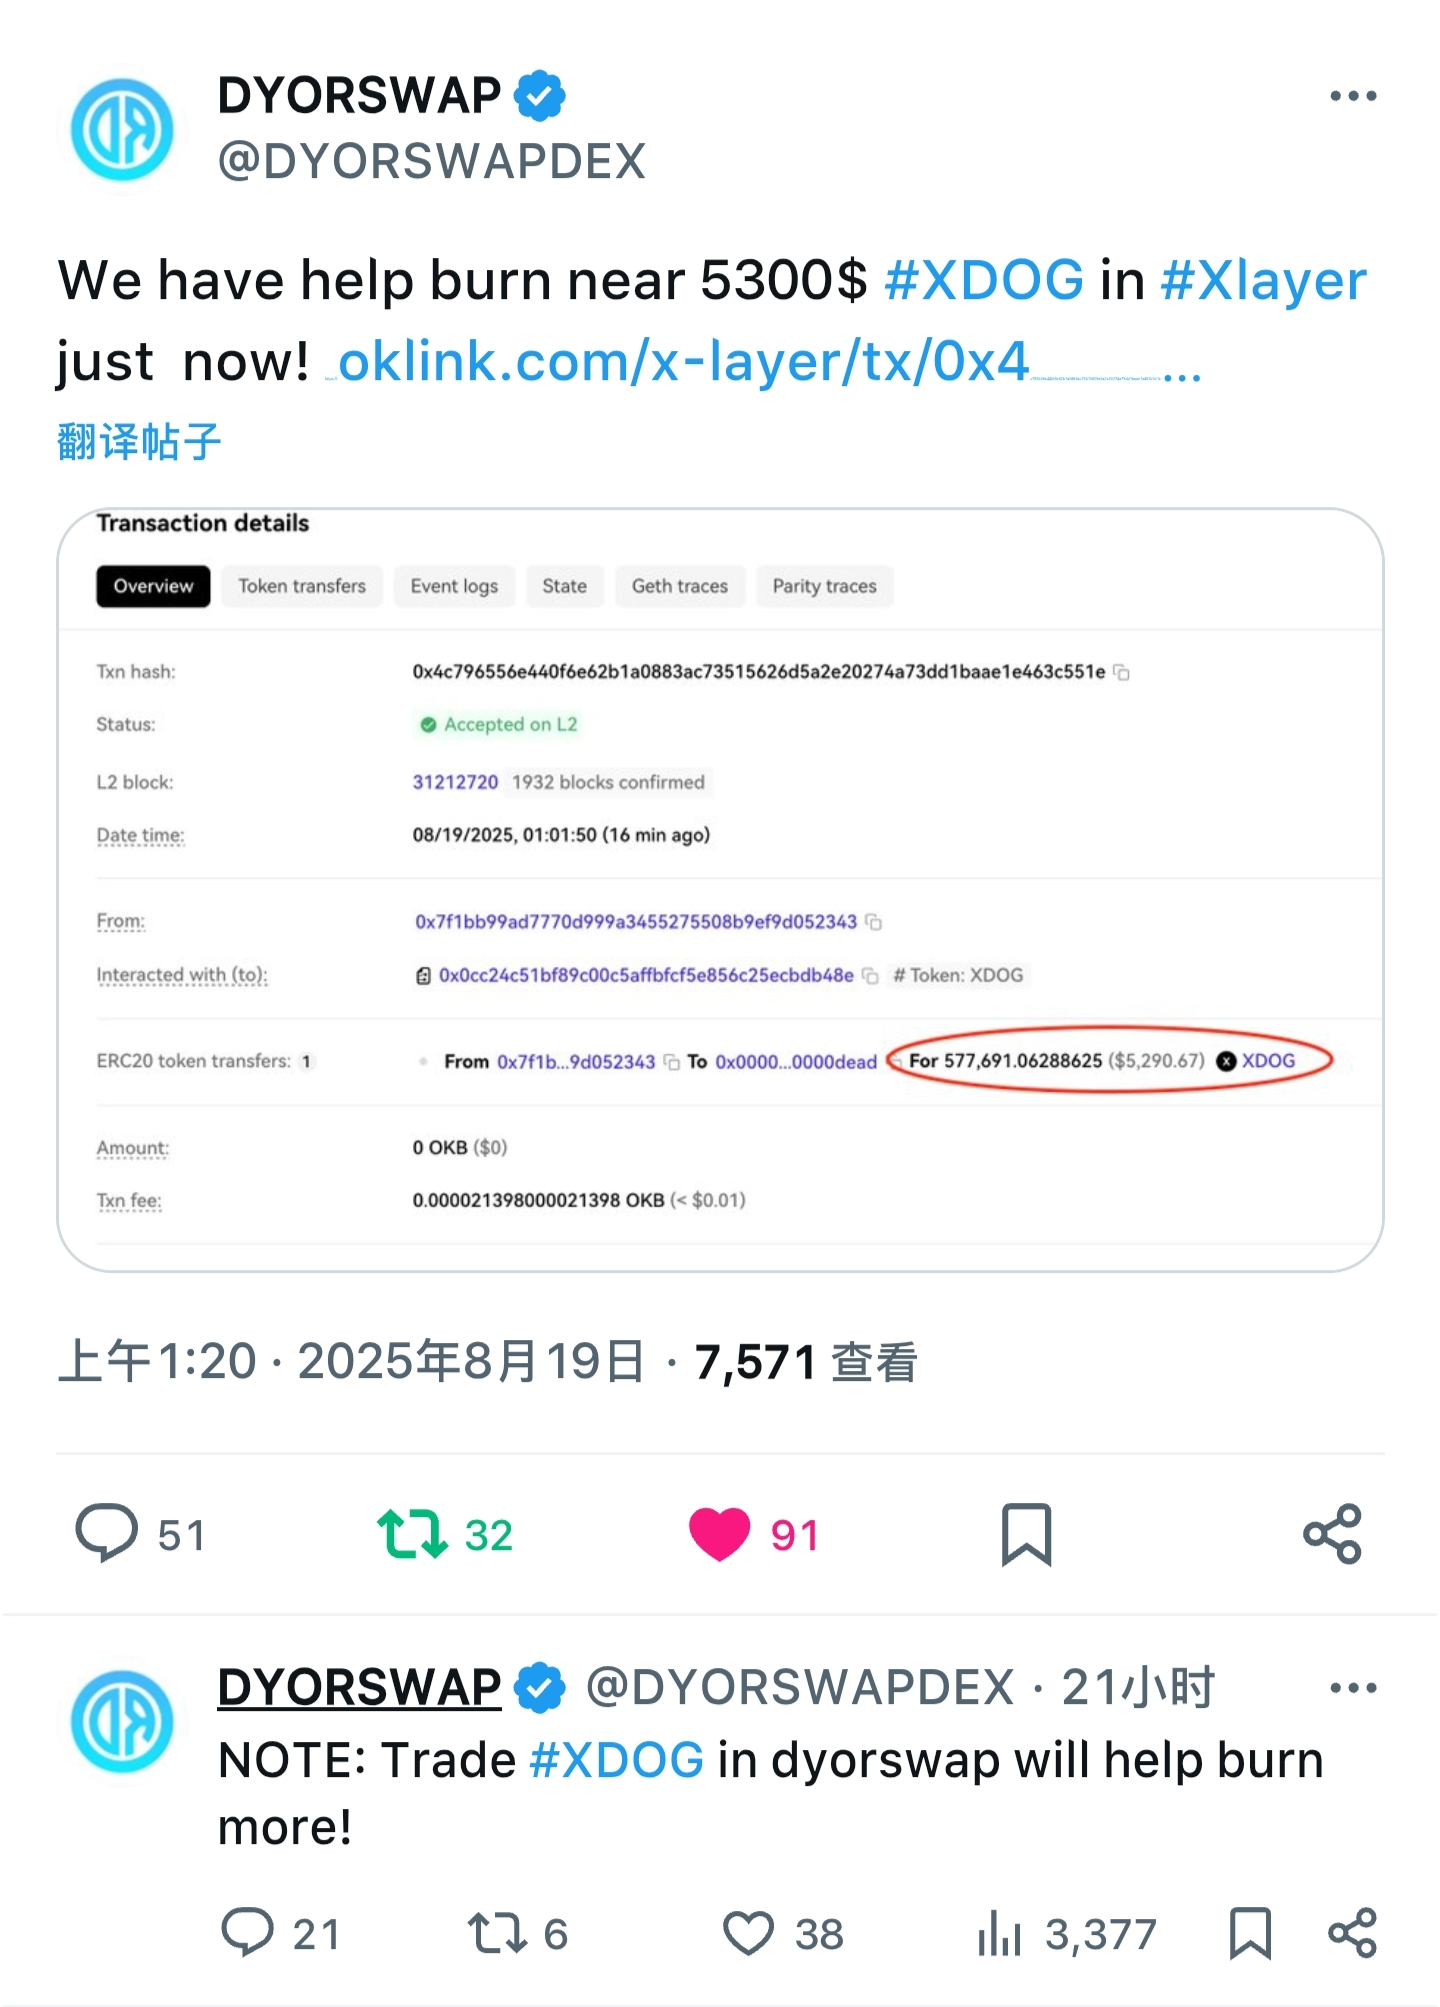 DYORSWAP
@DYORSWAPDEX
We have help burn near 5300$ #XDOG in #Xlayer
just now! oklink.com/x-layer/tx/0x4...
翻译帖子
Transaction details
Overview Token transfers Event logs State Geth traces Parity traces
Txn hash: 0x4c796556e440f6e62b1a0883ac73515626d5a2e20274a73dd1baae1e463c551e
Status: Accepted on L2
L2 block: 31212720 1932 blocks confirmed
Date time: 08/19/2025, 01:01:50 (16 min ago)
From: 0x7f1bb99ad7770d999a3455275508b9ef9d052343
Interacted with (to): 0x0cc24c51bf89c00c5affbfcf5e856c25ecbdb48e # Token: XDOG
ERC20 token transfers: 1 From 0x7f1b...9d052343 To 0x0000...0000dead For 577,691.06288625 ($5,290.67) XDOG
Amount: 0 OKB ($0)
Txn fee: 0.000021398000021398 OKB (< $0.01)
上午1:20 · 2025年8月19日 · 7,571 查看
51 32 91
DYORSWAP @DYORSWAPDEX · 21小时
NOTE: Trade #XDOG in dyorswap will help burn
more!
21 6 38 3,377